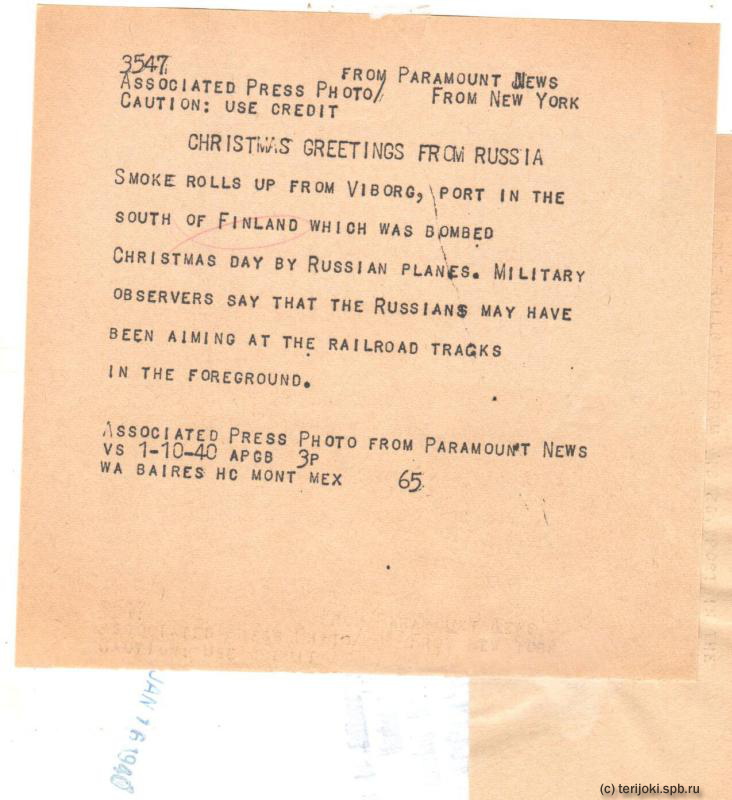 3547
FROM PARAMOUNT NEWS
ASSOCIATED PRESS PHOTO/ FROM NEW YORK
CAUTION: USE CREDIT
CHRISTMAS GREETINGS FROM RUSSIA
SMOKE ROLLS UP FROM VIBORG, PORT IN THE
SOUTH OF FINLAND WHICH WAS BOMBED
CHRISTMAS DAY BY RUSSIAN PLANES. MILITARY
OBSERVERS SAY THAT THE RUSSIANS MAY HAVE
BEEN AIMING AT THE RAILROAD TRACKS
IN THE FOREGROUND.
ASSOCIATED PRESS PHOTO FROM PARAMOUNT NEWS
VS 1-10-40 APGB 3P
WA BAIRES HC MONT MEX 65
JAN 16 1940
(c) terijoki.spb.ru